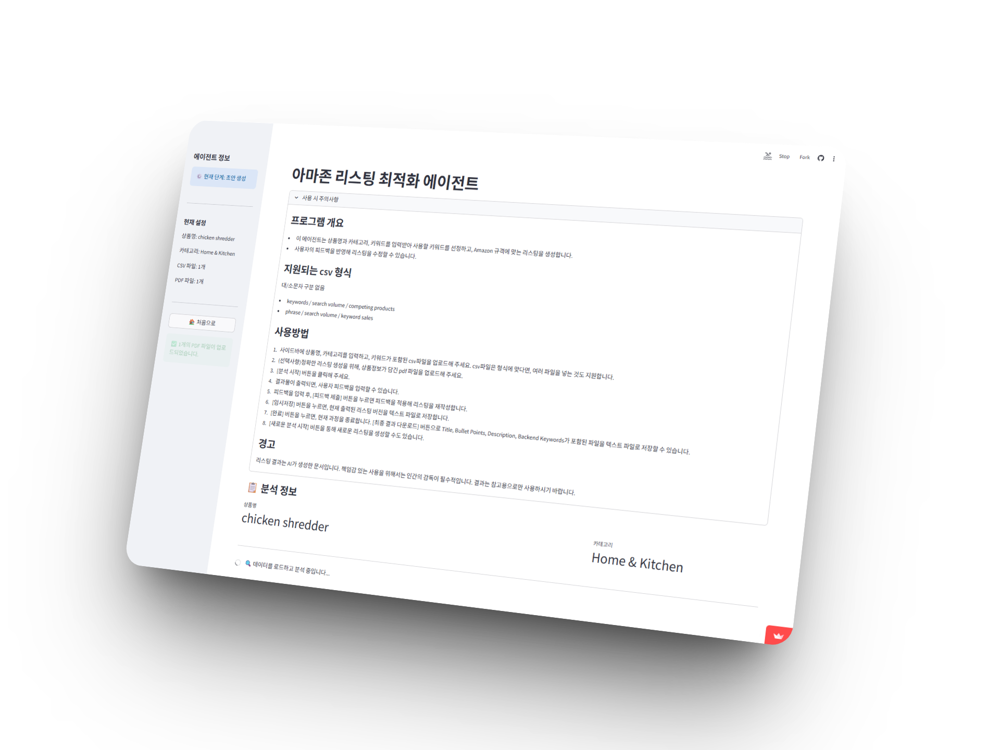 에이전트 정보
⚙️ 현재 단계: 초안 생성
현재 설정
상품명: chicken shredder
카테고리: Home & Kitchen
CSV 파일: 1개
PDF 파일: 1개
🏠 처음으로
✅ 1개의 PDF 파일이 업로
드되었습니다.
Stop Fork
아마존 리스팅 최적화 에이전트
사용 시 주의사항
프로그램 개요
• 이 에이전트는 상품명과 카테고리, 키워드를 입력받아 사용할 키워드를 선정하고, Amazon 규격에 맞는 리스팅을 생성합니다.
• 사용자의 피드백을 반영해 리스팅을 수정할 수 있습니다.
지원되는 csv 형식
대/소문자 구분 없음
• keywords / search volume / competing products
• phrase / search volume / keyword sales
사용방법
1. 사이드바에 상품명, 카테고리를 입력하고, 키워드가 포함된 csv파일을 업로드해 주세요. csv파일은 형식에 맞다면, 여러 파일을 넣는 것도 지원합니다.
2. (선택사항)정확한 리스팅 생성을 위해, 상품정보가 담긴 pdf 파일을 업로드해 주세요.
3. [분석 시작] 버튼을 클릭해 주세요.
4. 결과물이 출력되면, 사용자 피드백을 입력할 수 있습니다.
5. 피드백을 입력 후, [피드백 제출] 버튼을 누르면 피드백을 적용해 리스팅을 재작성합니다.
6. [임시저장] 버튼을 누르면, 현재 출력된 리스팅 버전을 텍스트 파일로 저장합니다.
7. [완료] 버튼을 누르면, 현재 과정을 종료합니다. [최종 결과 다운로드] 버튼으로 Title, Bullet Points, Description, Backend Keywords가 포함된 파일을 텍스트 파일로 저장할 수 있습니다.
8. [새로운 분석 시작] 버튼을 통해 새로운 리스팅을 생성할 수도 있습니다.
경고
리스팅 결과는 AI가 생성한 문서입니다. 책임감 있는 사용을 위해서는 인간의 감독이 필수적입니다. 결과는 참고용으로만 사용하시기 바랍니다.
📋 분석 정보
상품명
chicken shredder
카테고리
Home & Kitchen
🔍 데이터를 로드하고 분석 중입니다...